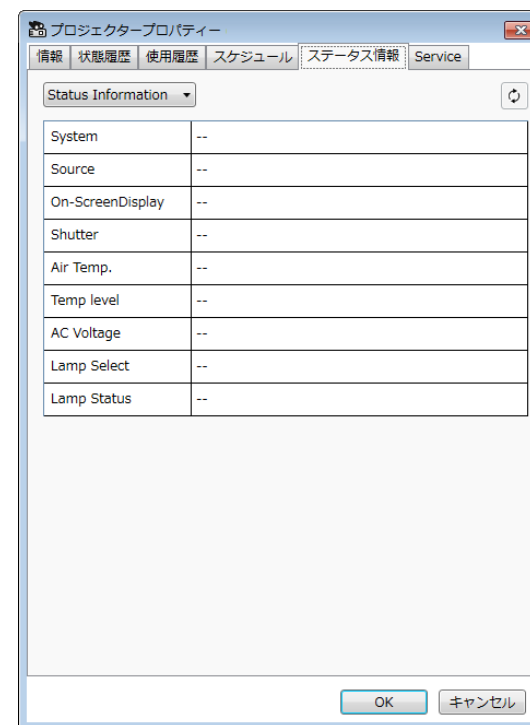 プロジェクタープロパティー
情報 状態履歴 使用履歴 スケジュール ステータス情報 Service
Status Information
System --
Source --
On-ScreenDisplay --
Shutter --
Air Temp. --
Temp level --
AC Voltage --
Lamp Select --
Lamp Status --
OK キャンセル